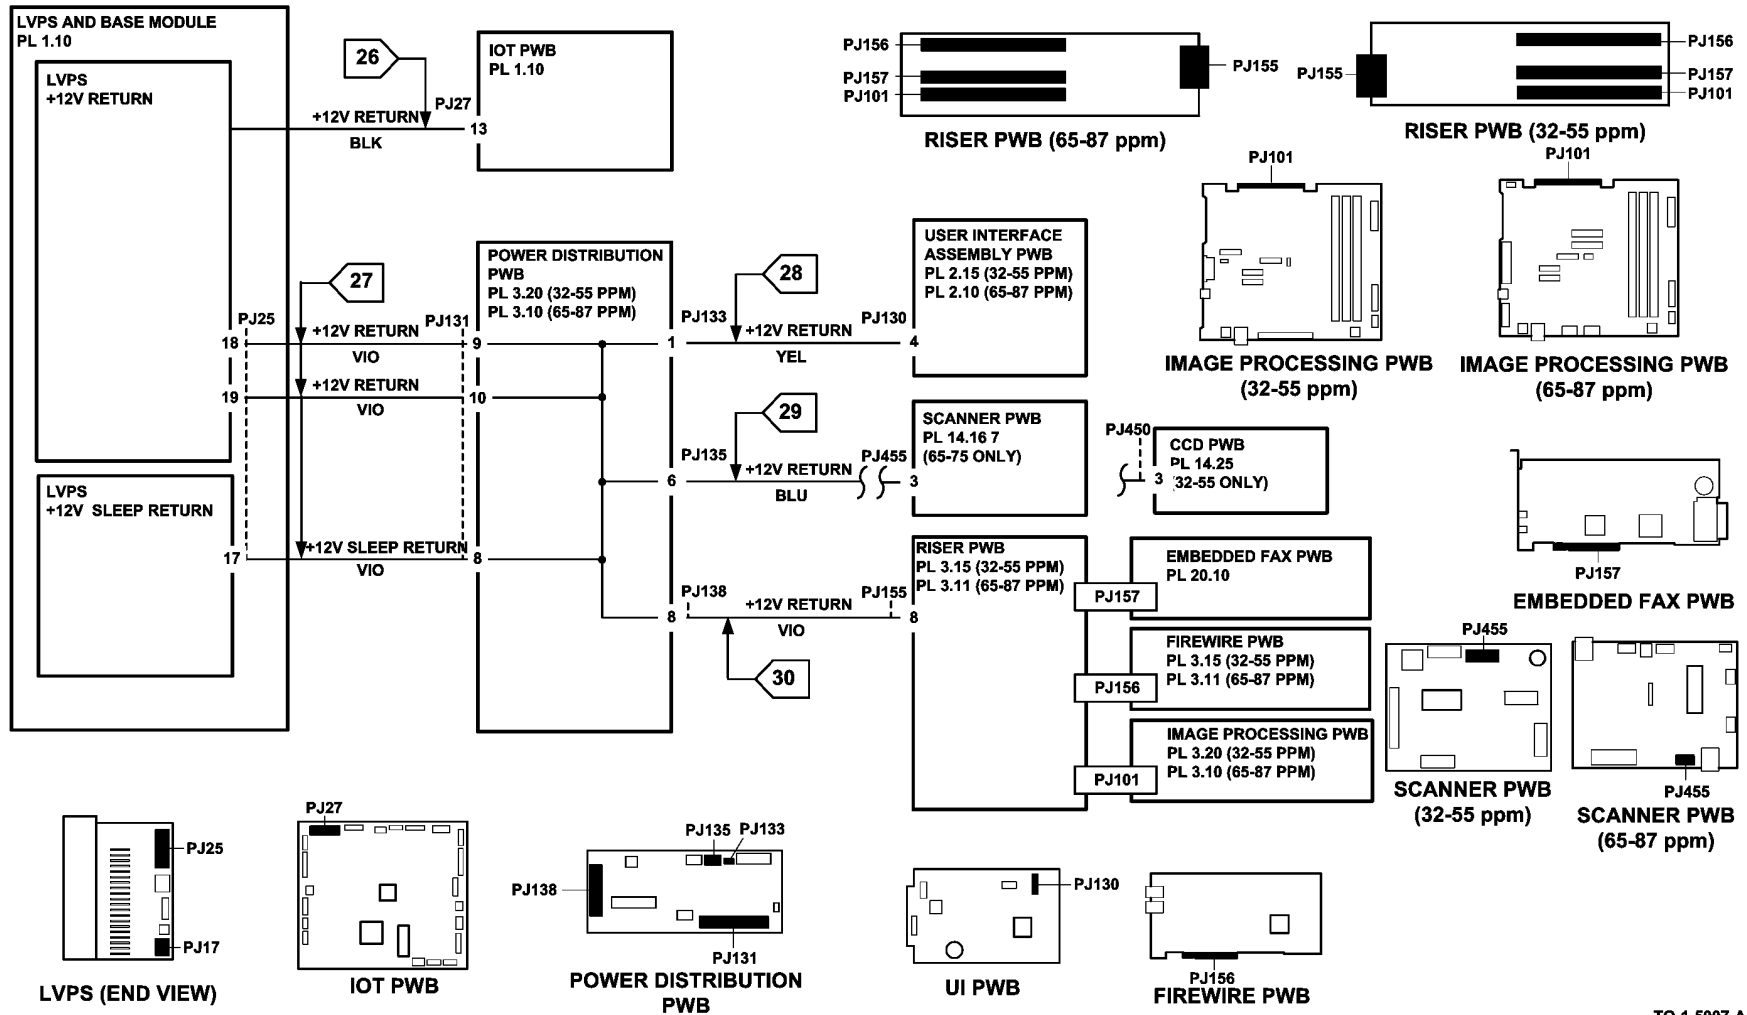 LVPS AND BASE MODULE
PL 1.10
LVPS
+12V RETURN
26
+12V RETURN
BLK
PJ27
13
IOT PWB
PL 1.10
PJ156
PJ157
PJ101
PJ155
RISER PWB (65-87 ppm)
PJ155
PJ156
PJ157
PJ101
RISER PWB (32-55 ppm)
PJ101
IMAGE PROCESSING PWB
(32-55 ppm)
PJ101
IMAGE PROCESSING PWB
(65-87 ppm)
27
PJ25
18
+12V RETURN
VIO
PJ131
9
19
+12V RETURN
VIO
10
POWER DISTRIBUTION
PWB
PL 3.20 (32-55 PPM)
PL 3.10 (65-87 PPM)
28
PJ133
1
+12V RETURN
YEL
PJ130
4
USER INTERFACE
ASSEMBLY PWB
PL 2.15 (32-55 PPM)
PL 2.10 (65-87 PPM)
29
PJ135
6
+12V RETURN
BLU
PJ455
3
SCANNER PWB
PL 14.16 7
(65-75 ONLY)
PJ450
3
CCD PWB
PL 14.25
(32-55 ONLY)
LVPS
+12V SLEEP RETURN
17
+12V SLEEP RETURN
VIO
8
PJ138
8
+12V RETURN
VIO
PJ155
8
30
RISER PWB
PL 3.15 (32-55 PPM)
PL 3.11 (65-87 PPM)
PJ157
EMBEDDED FAX PWB
PL 20.10
PJ156
FIREWIRE PWB
PL 3.15 (32-55 PPM)
PL 3.11 (65-87 PPM)
PJ101
IMAGE PROCESSING PWB
PL 3.20 (32-55 PPM)
PL 3.10 (65-87 PPM)
PJ157
EMBEDDED FAX PWB
PJ455
SCANNER PWB
(32-55 ppm)
PJ455
SCANNER PWB
(65-87 ppm)
PJ25
PJ17
LVPS (END VIEW)
PJ27
IOT PWB
PJ135
PJ133
PJ138
PJ131
POWER DISTRIBUTION
PWB
PJ130
UI PWB
PJ156
FIREWIRE PWB